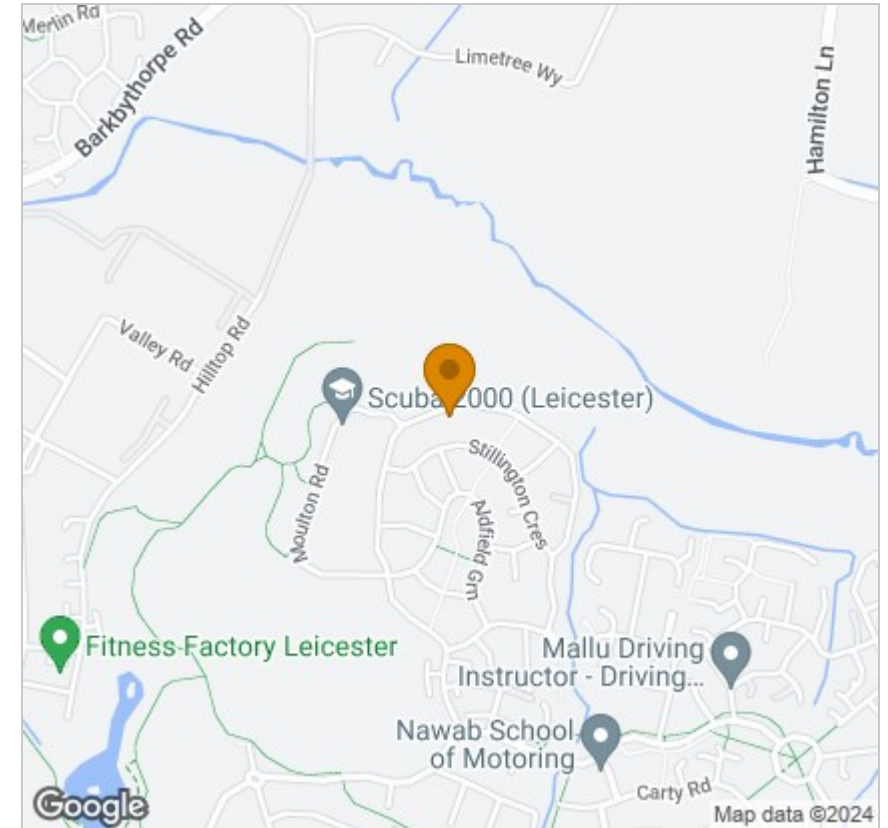 Merlin Rd
Barkbythorpe Rd
Limetree Wy
Hamilton Ln
Valley Rd
Hilltop Rd
Scuba 2000 (Leicester)
Stillington Cres
Moulton Rd
Aldfield Grn
Fitness Factory Leicester
Mallu Driving
Instructor - Driving...
Nawab School
of Motoring
Carty Rd
Google
Map data ©2024